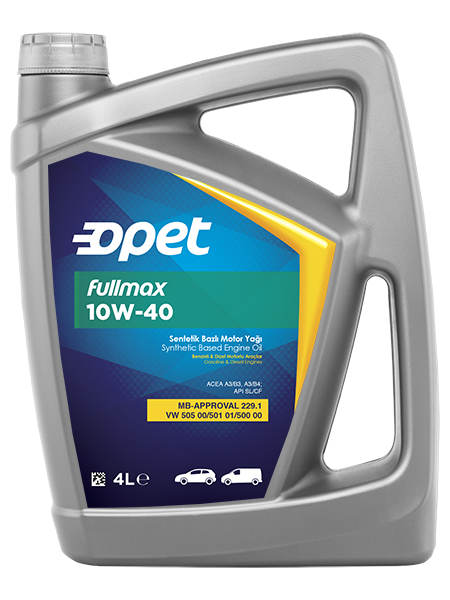 opet
Fullmax
10W-40
Sentetik Bazlı Motor Yağı
Synthetic Based Engine Oil
Benzinli & Dizel Motorlu Araçlar
Gasoline & Diesel Engines
ACEA A3/B3, A3/B4;
API SL/CF
MB-APPROVAL 229.1
VW 505 00/501 01/500 00
4L℮